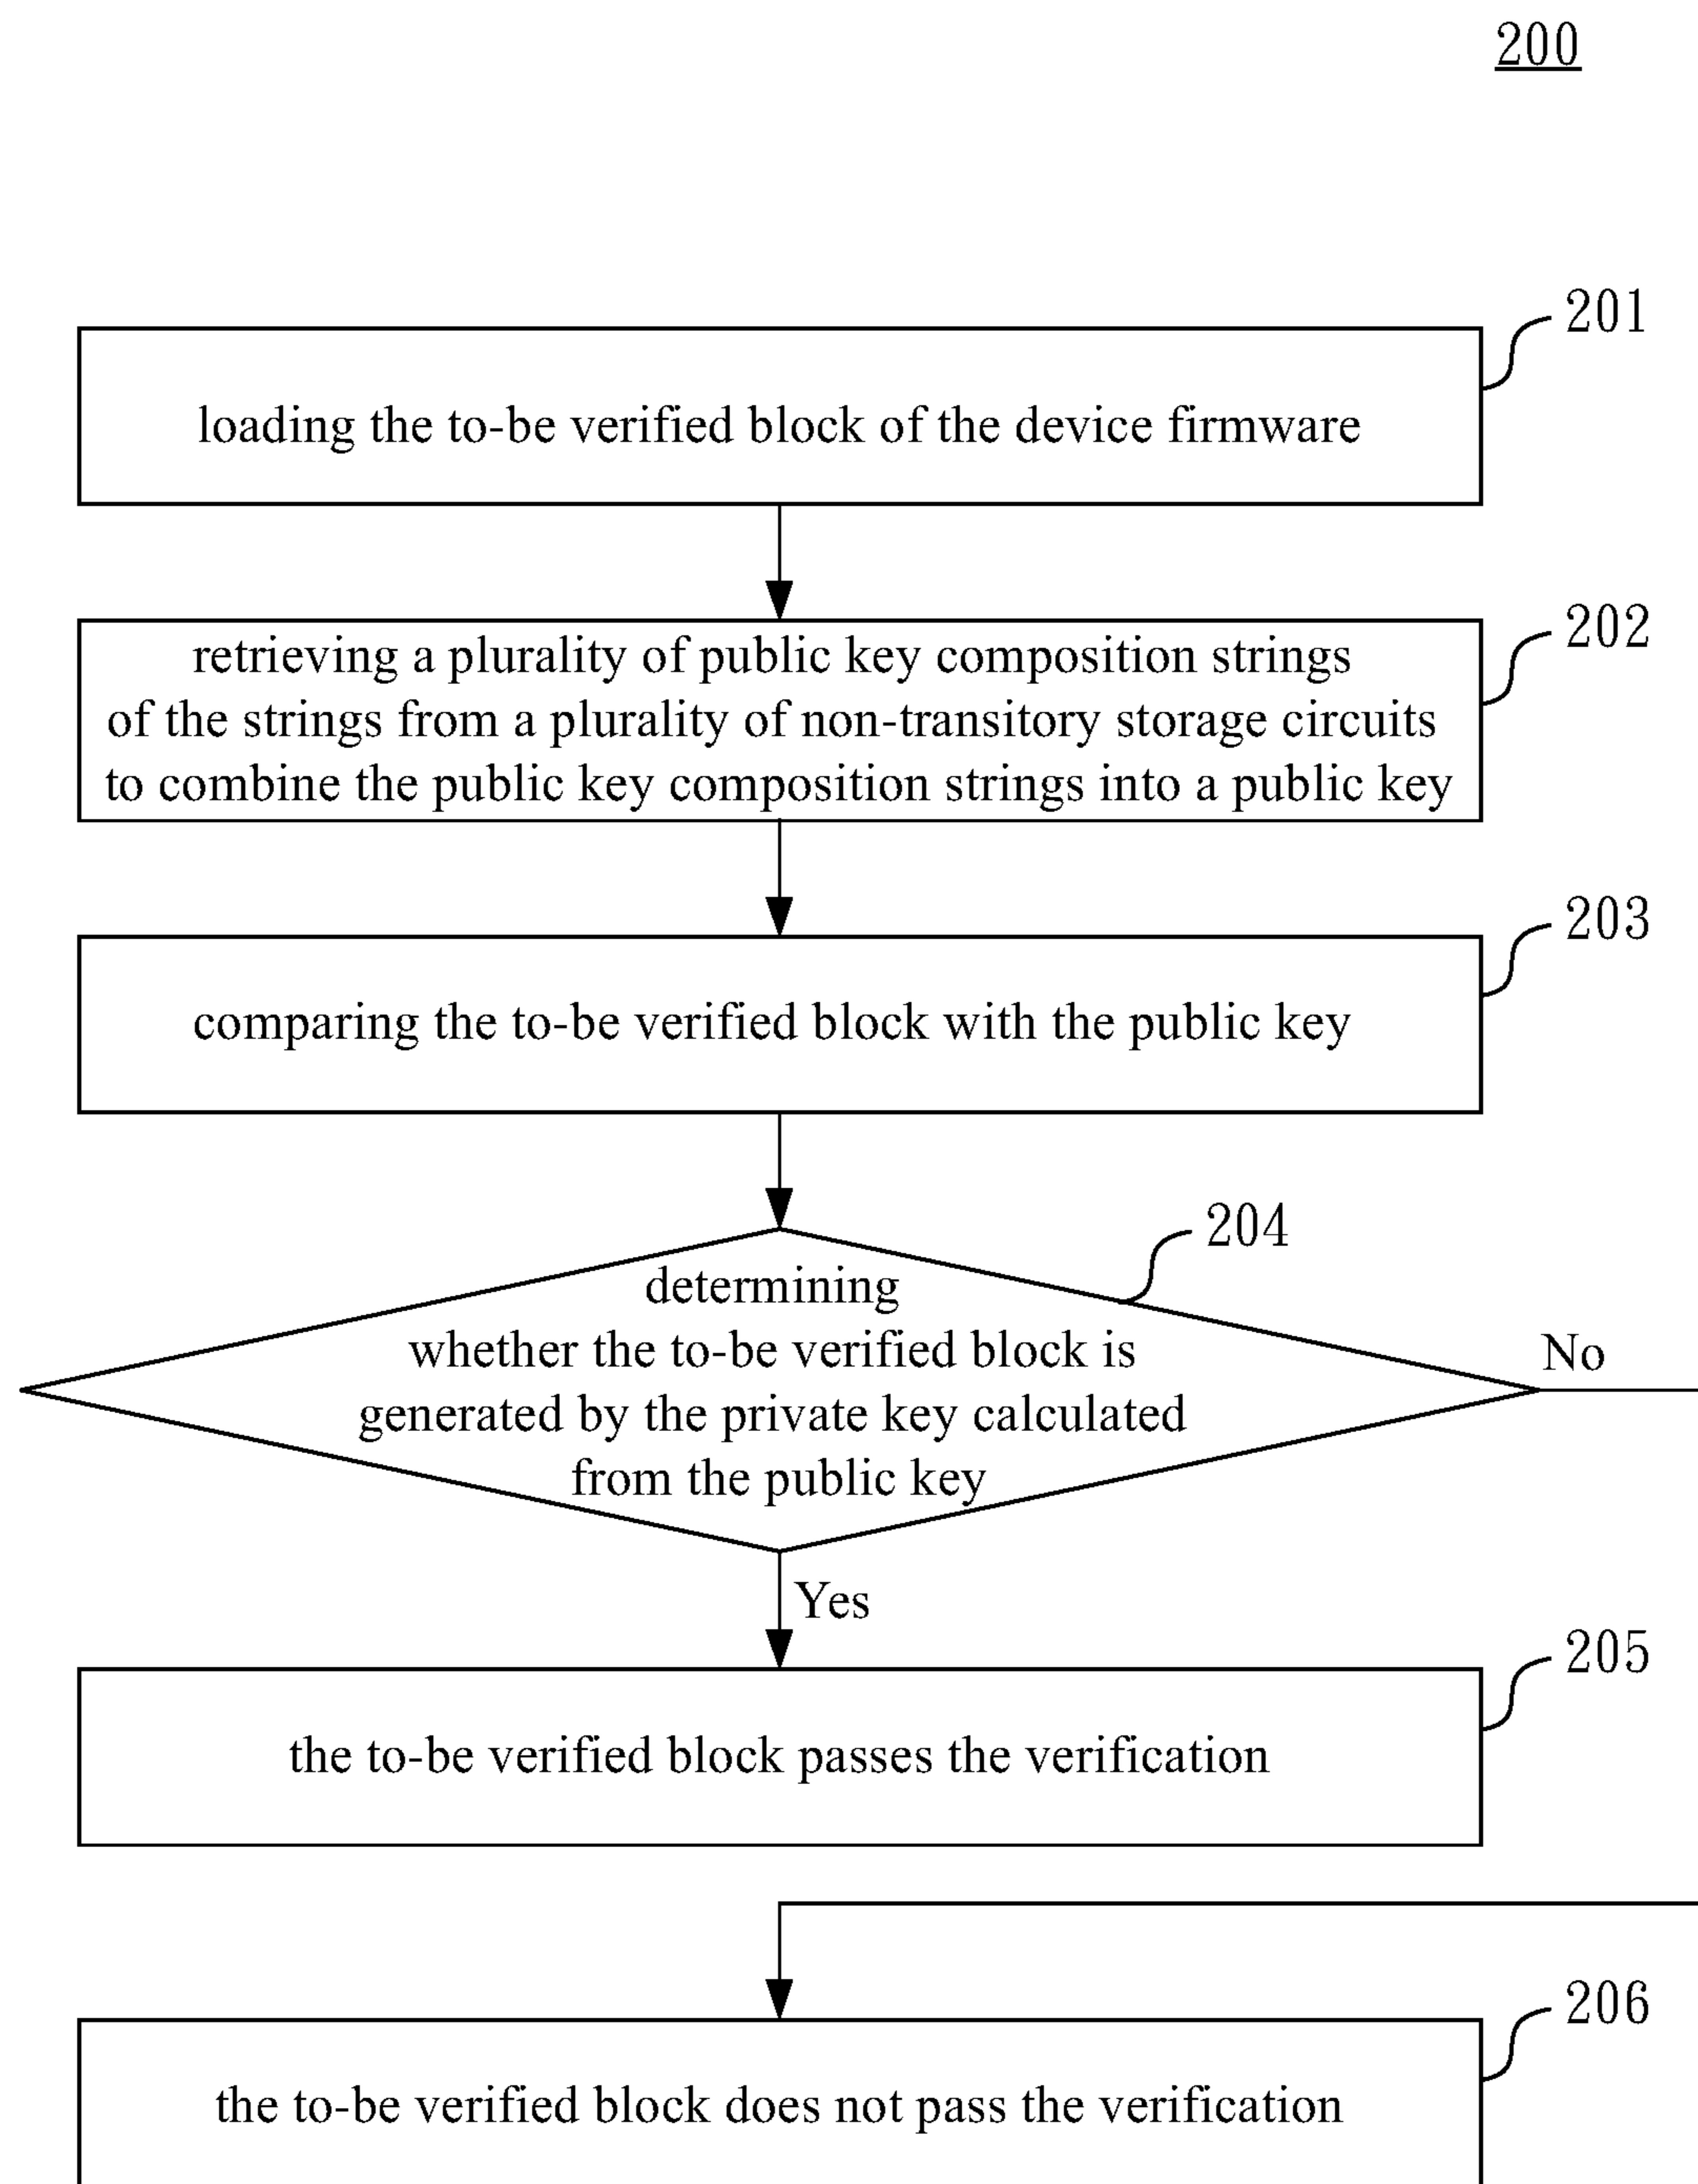 200
201
loading the to-be verified block of the device firmware
202
retrieving a plurality of public key composition strings
of the strings from a plurality of non-transitory storage circuits
to combine the public key composition strings into a public key
203
comparing the to-be verified block with the public key
204
determining
whether the to-be verified block is
generated by the private key calculated
from the public key
No
Yes
205
the to-be verified block passes the verification
206
the to-be verified block does not pass the verification